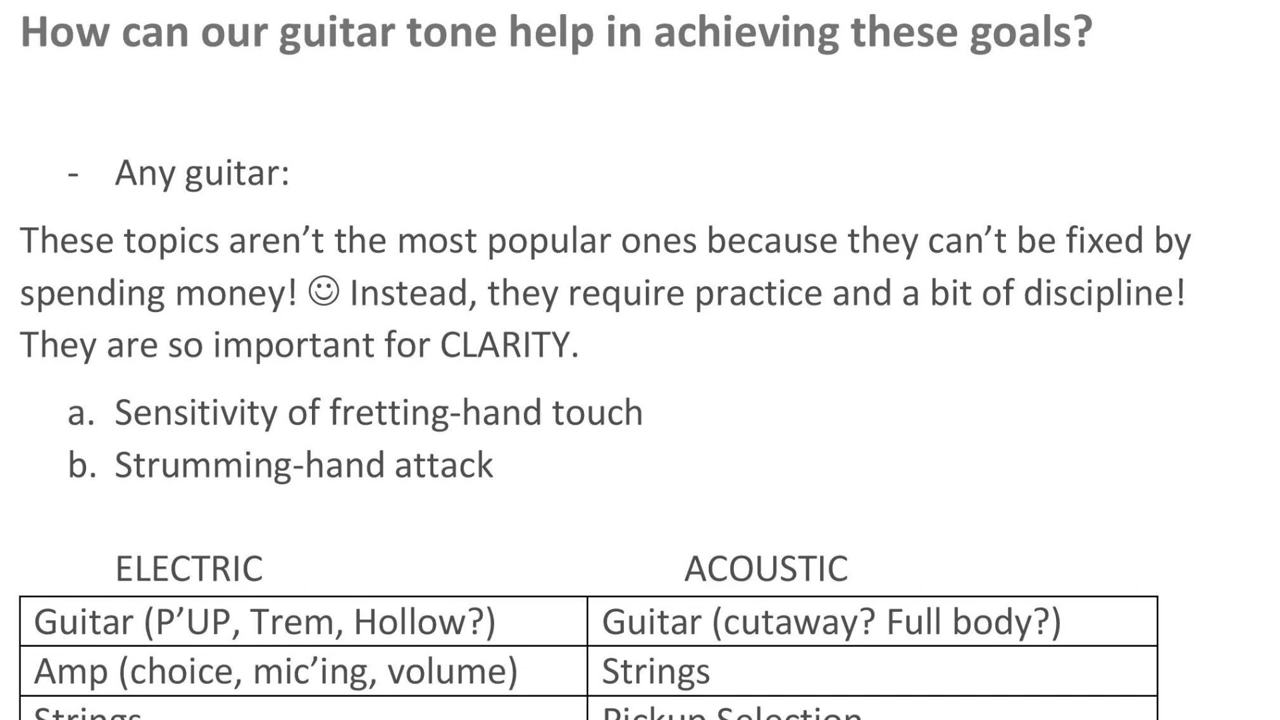 How can our guitar tone help in achieving these goals?
- Any guitar:
These topics aren’t the most popular ones because they can’t be fixed by
spending money! ☺ Instead, they require practice and a bit of discipline!
They are so important for CLARITY.
a. Sensitivity of fretting-hand touch
b. Strumming-hand attack
ELECTRIC ACOUSTIC
Guitar (P’UP, Trem, Hollow?) Guitar (cutaway? Full body?)
Amp (choice, mic’ing, volume) Strings
Strings Pickup Selection